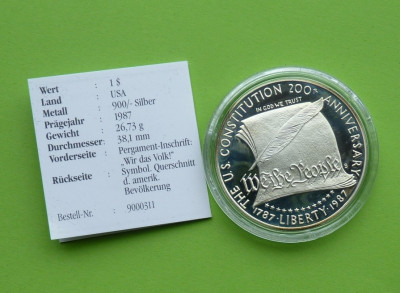 Wert : 1 $
Land : USA
Metall : 900/- Silber
Prägejahr : 1987
Gewicht : 26,73 g
Durchmesser: 38,1 mm
Vorderseite : Pergament-Inschrift:
„Wir das Volk!"
Rückseite : Symbol. Querschnitt
d. amerik.
Bevölkerung
Bestell-Nr. : 9000311
THE U.S. CONSTITUTION 200th ANNIVERSARY
IN GOD WE TRUST
We the People
1787·LIBERTY·1987